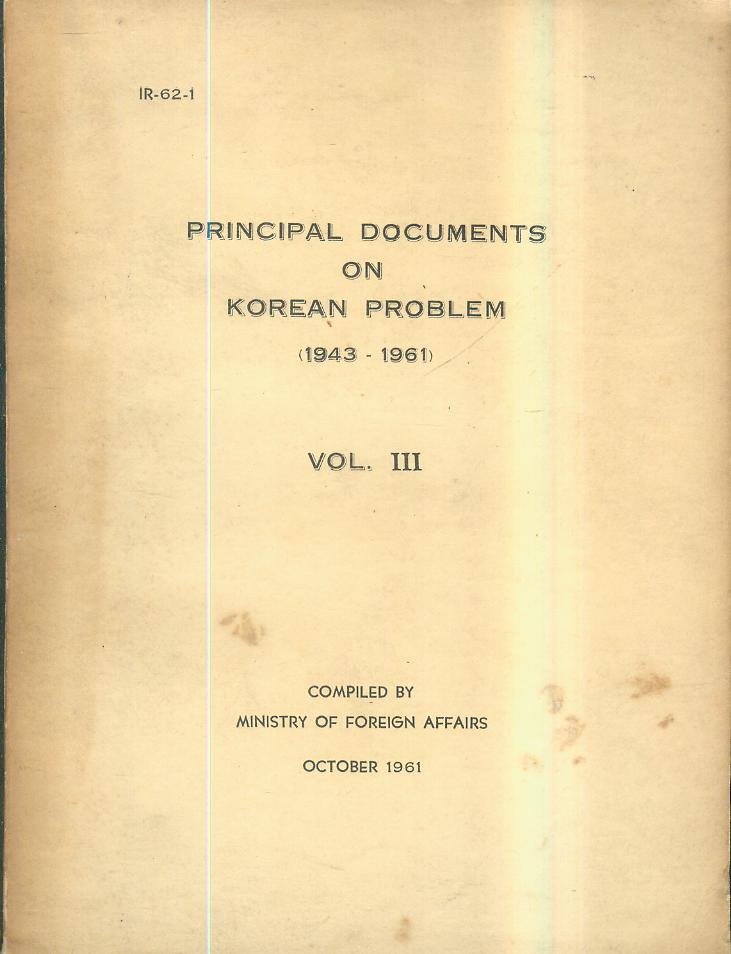 IR-62-1
PRINCIPAL DOCUMENTS
ON
KOREAN PROBLEM
(1943 - 1961)
VOL. III
COMPILED BY
MINISTRY OF FOREIGN AFFAIRS
OCTOBER 1961